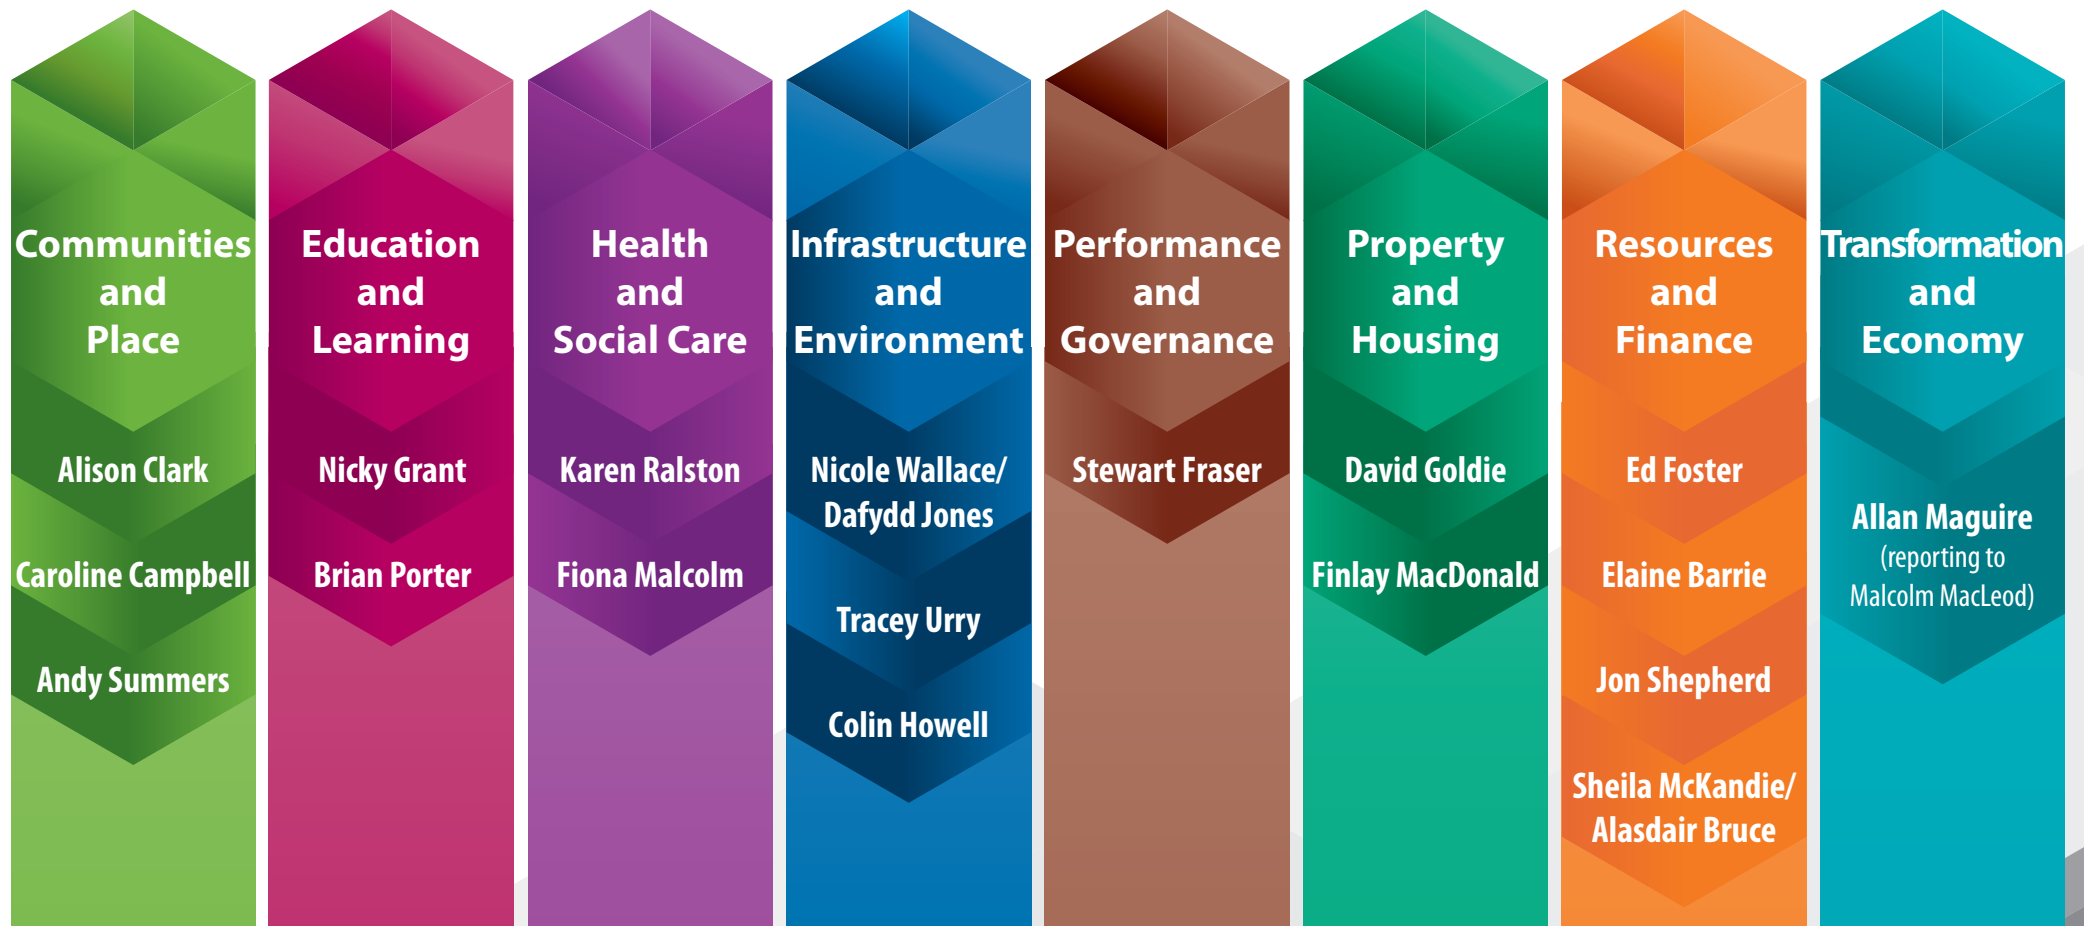 Communities
and
Place
Alison Clark
Caroline Campbell
Andy Summers
Education
and
Learning
Nicky Grant
Brian Porter
Health
and
Social Care
Karen Ralston
Fiona Malcolm
Infrastructure
and
Environment
Nicole Wallace/
Dafydd Jones
Tracey Urry
Colin Howell
Performance
and
Governance
Stewart Fraser
Property
and
Housing
David Goldie
Finlay MacDonald
Resources
and
Finance
Ed Foster
Elaine Barrie
Jon Shepherd
Sheila McKandie/
Alasdair Bruce
Transformation
and
Economy
Allan Maguire
(reporting to
Malcolm MacLeod)